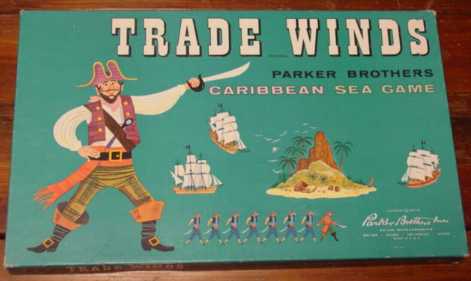 TRADE WINDS
PARKER BROTHERS
CARIBBEAN SEA GAME
Parker Brothers Inc.
TRADE WINDS